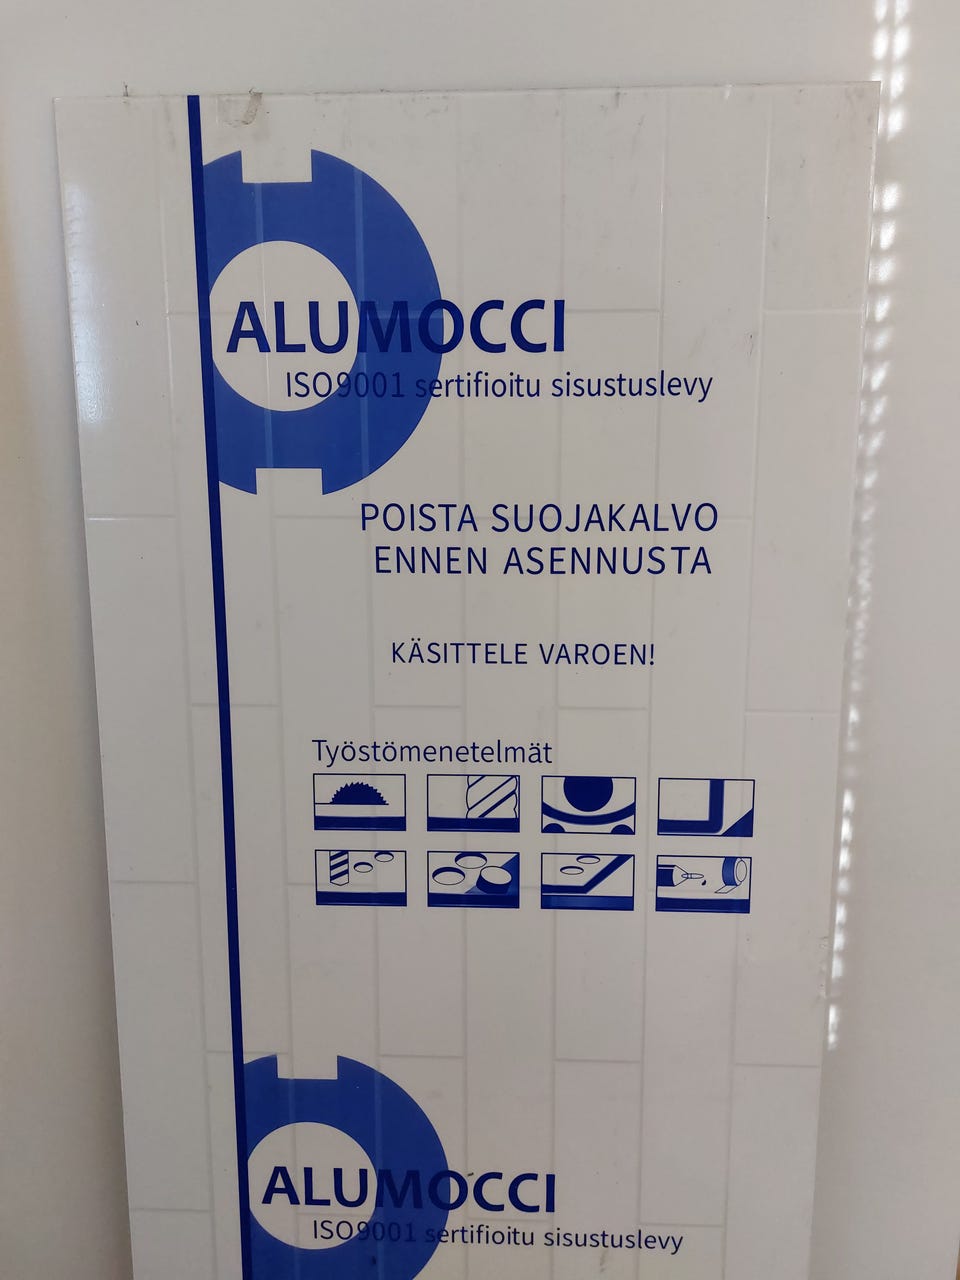 ALUMOCCI
ISO9001 sertifioitu sisustuslevy
POISTA SUOJAKALVO
ENNEN ASENNUSTA
KÄSITTELE VAROEN!
Työstömenetelmät
ALUMOCCI
ISO9001 sertifioitu sisustuslevy